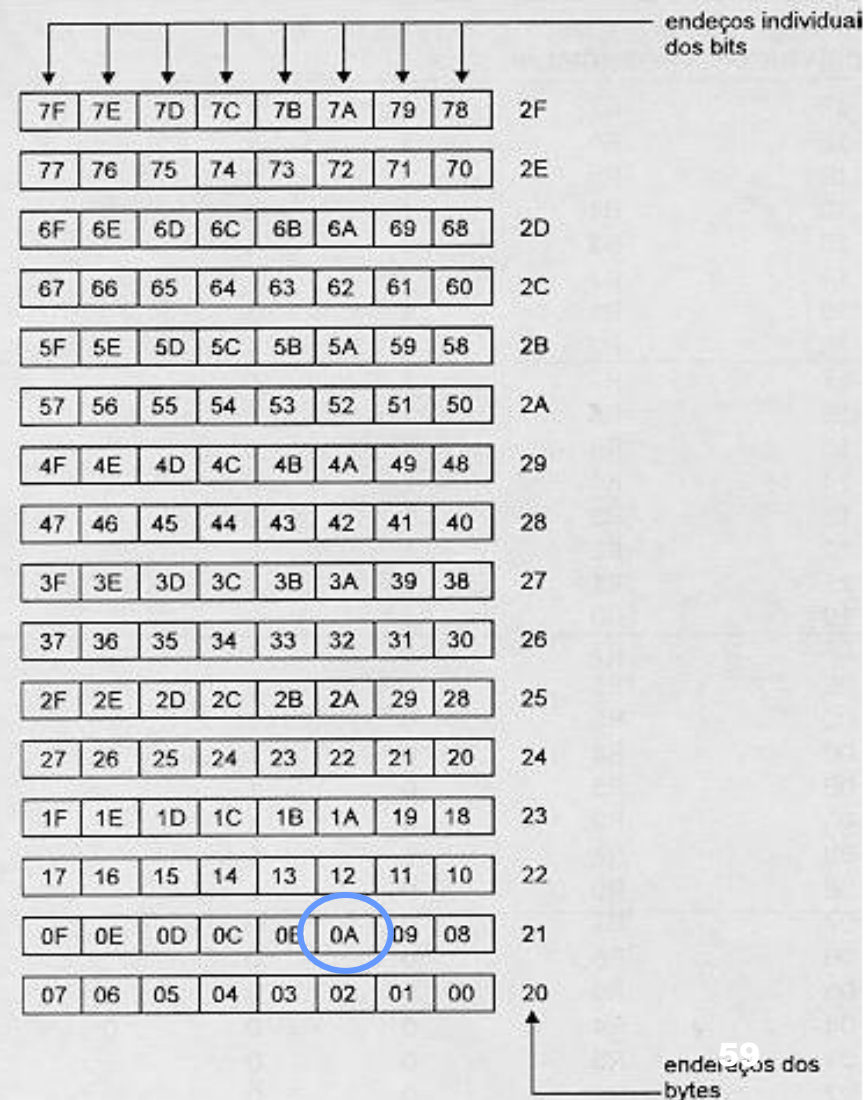 endeços individuai
dos bits
7F 7E 7D 7C 7B 7A 79 78 2F
77 76 75 74 73 72 71 70 2E
6F 6E 6D 6C 6B 6A 69 68 2D
67 66 65 64 63 62 61 60 2C
5F 5E 5D 5C 5B 5A 59 58 2B
57 56 55 54 53 52 51 50 2A
4F 4E 4D 4C 4B 4A 49 48 29
47 46 45 44 43 42 41 40 28
3F 3E 3D 3C 3B 3A 39 38 27
37 36 35 34 33 32 31 30 26
2F 2E 2D 2C 2B 2A 29 28 25
27 26 25 24 23 22 21 20 24
1F 1E 1D 1C 1B 1A 19 18 23
17 16 15 14 13 12 11 10 22
0F 0E 0D 0C 0B 0A 09 08 21
07 06 05 04 03 02 01 00 20
59
endereços dos
bytes